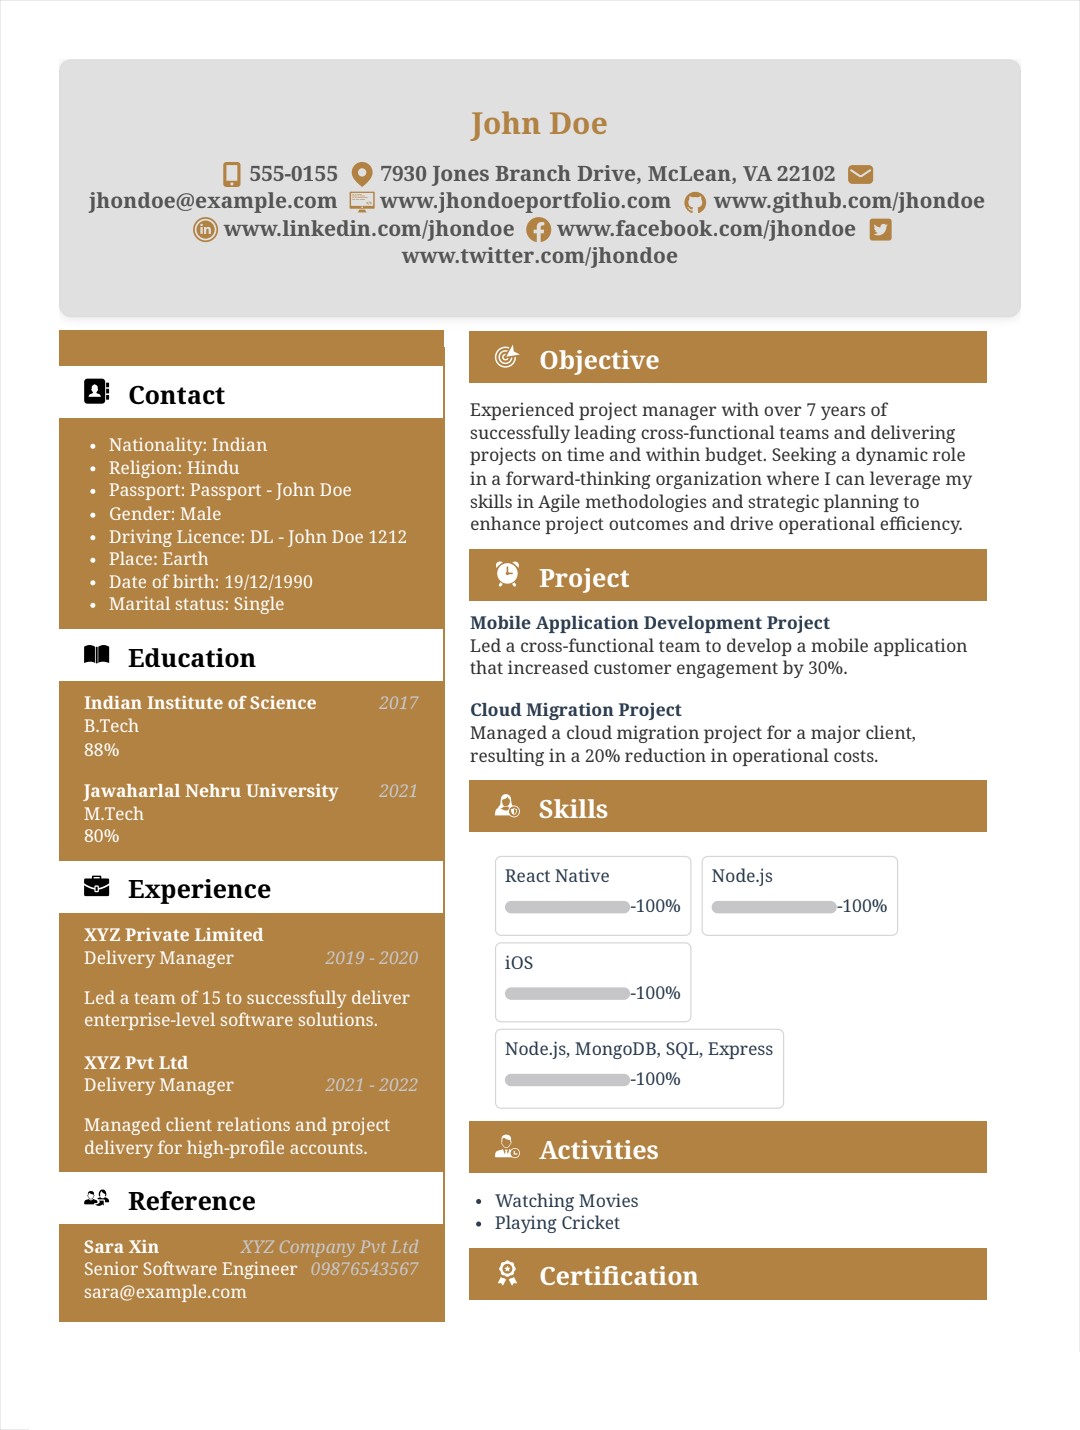 John Doe
555-0155 7930 Jones Branch Drive, McLean, VA 22102
jhondoe@example.com www.jhondoeportfolio.com www.github.com/jhondoe
www.linkedin.com/jhondoe www.facebook.com/jhondoe
www.twitter.com/jhondoe
Contact
• Nationality: Indian
• Religion: Hindu
• Passport: Passport - John Doe
• Gender: Male
• Driving Licence: DL - John Doe 1212
• Place: Earth
• Date of birth: 19/12/1990
• Marital status: Single
Education
Indian Institute of Science 2017
B.Tech
88%
Jawaharlal Nehru University 2021
M.Tech
80%
Experience
XYZ Private Limited
Delivery Manager 2019 - 2020
Led a team of 15 to successfully deliver
enterprise-level software solutions.
XYZ Pvt Ltd
Delivery Manager 2021 - 2022
Managed client relations and project
delivery for high-profile accounts.
Reference
Sara Xin XYZ Company Pvt Ltd
Senior Software Engineer 09876543567
sara@example.com
Objective
Experienced project manager with over 7 years of
successfully leading cross-functional teams and delivering
projects on time and within budget. Seeking a dynamic role
in a forward-thinking organization where I can leverage my
skills in Agile methodologies and strategic planning to
enhance project outcomes and drive operational efficiency.
Project
Mobile Application Development Project
Led a cross-functional team to develop a mobile application
that increased customer engagement by 30%.
Cloud Migration Project
Managed a cloud migration project for a major client,
resulting in a 20% reduction in operational costs.
Skills
React Native Node.js
-100% -100%
iOS
-100%
Node.js, MongoDB, SQL, Express
-100%
Activities
• Watching Movies
• Playing Cricket
Certification